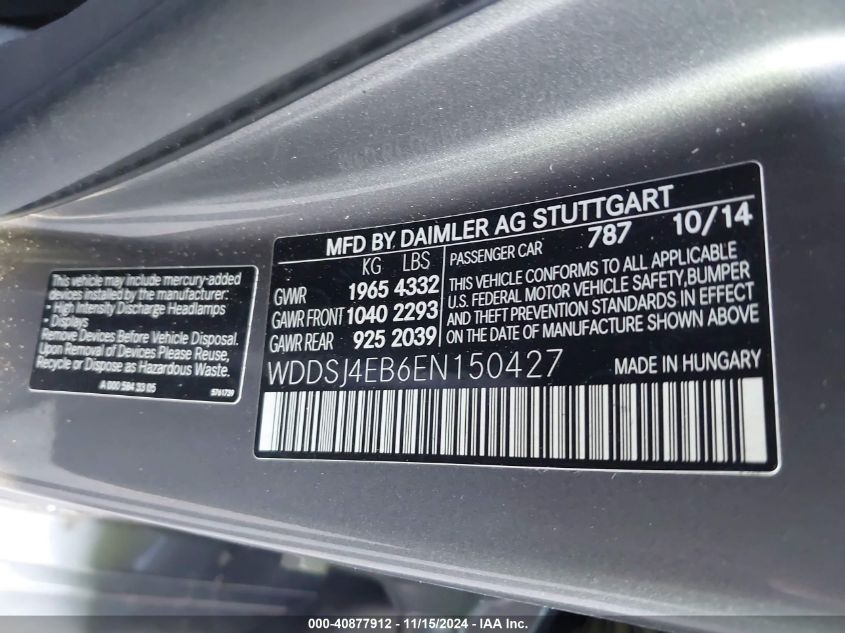 This vehicle may include mercury-added
devices installed by the manufacturer:
High Intensity Discharge Headlamps
Displays
Remove Devices Before Vehicle Disposal.
Upon Removal of Devices Please Reuse,
Recycle or Dispose as Hazardous Waste.
A 000 584 33 05
5761739
MFD BY DAIMLER AG STUTTGART
KG LBS
GVWR 1965 4332
GAWR FRONT 1040 2293
GAWR REAR 925 2039
PASSENGER CAR 787 10/14
THIS VEHICLE CONFORMS TO ALL APPLICABLE
U.S. FEDERAL MOTOR VEHICLE SAFETY, BUMPER
AND THEFT PREVENTION STANDARDS IN EFFECT
ON THE DATE OF MANUFACTURE SHOWN ABOVE
WDDSJ4EB6EN150427
MADE IN HUNGARY
000-40877912 - 11/15/2024 - IAA Inc.